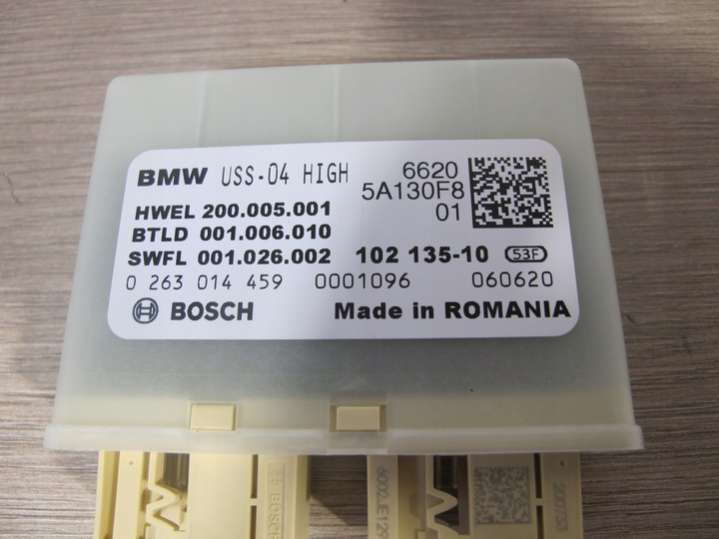 BMW USS-04 HIGH
6620
5A130F8
01
HWEL 200.005.001
BTLD 001.006.010
SWFL 001.026.002 102 135-10 53F
0 263 014 459 0001096 060620
BOSCH Made in ROMANIA
BOSCH